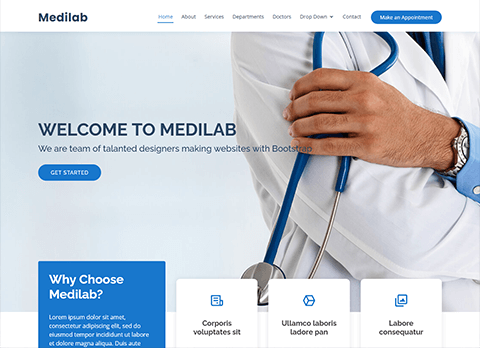 Medilab
Home About Services Departments Doctors Drop Down Contact Make an Appointment
WELCOME TO MEDILAB
We are team of talanted designers making websites with Bootstrap
GET STARTED
Why Choose
Medilab?
Lorem ipsum dolor sit amet,
consectetur adipiscing elit, sed do
eiusmod tempor incididunt ut labore
et dolore magna aliqua. Duis aute
Corporis
voluptates sit
Ullamco laboris
ladore pan
Labore
consequatur